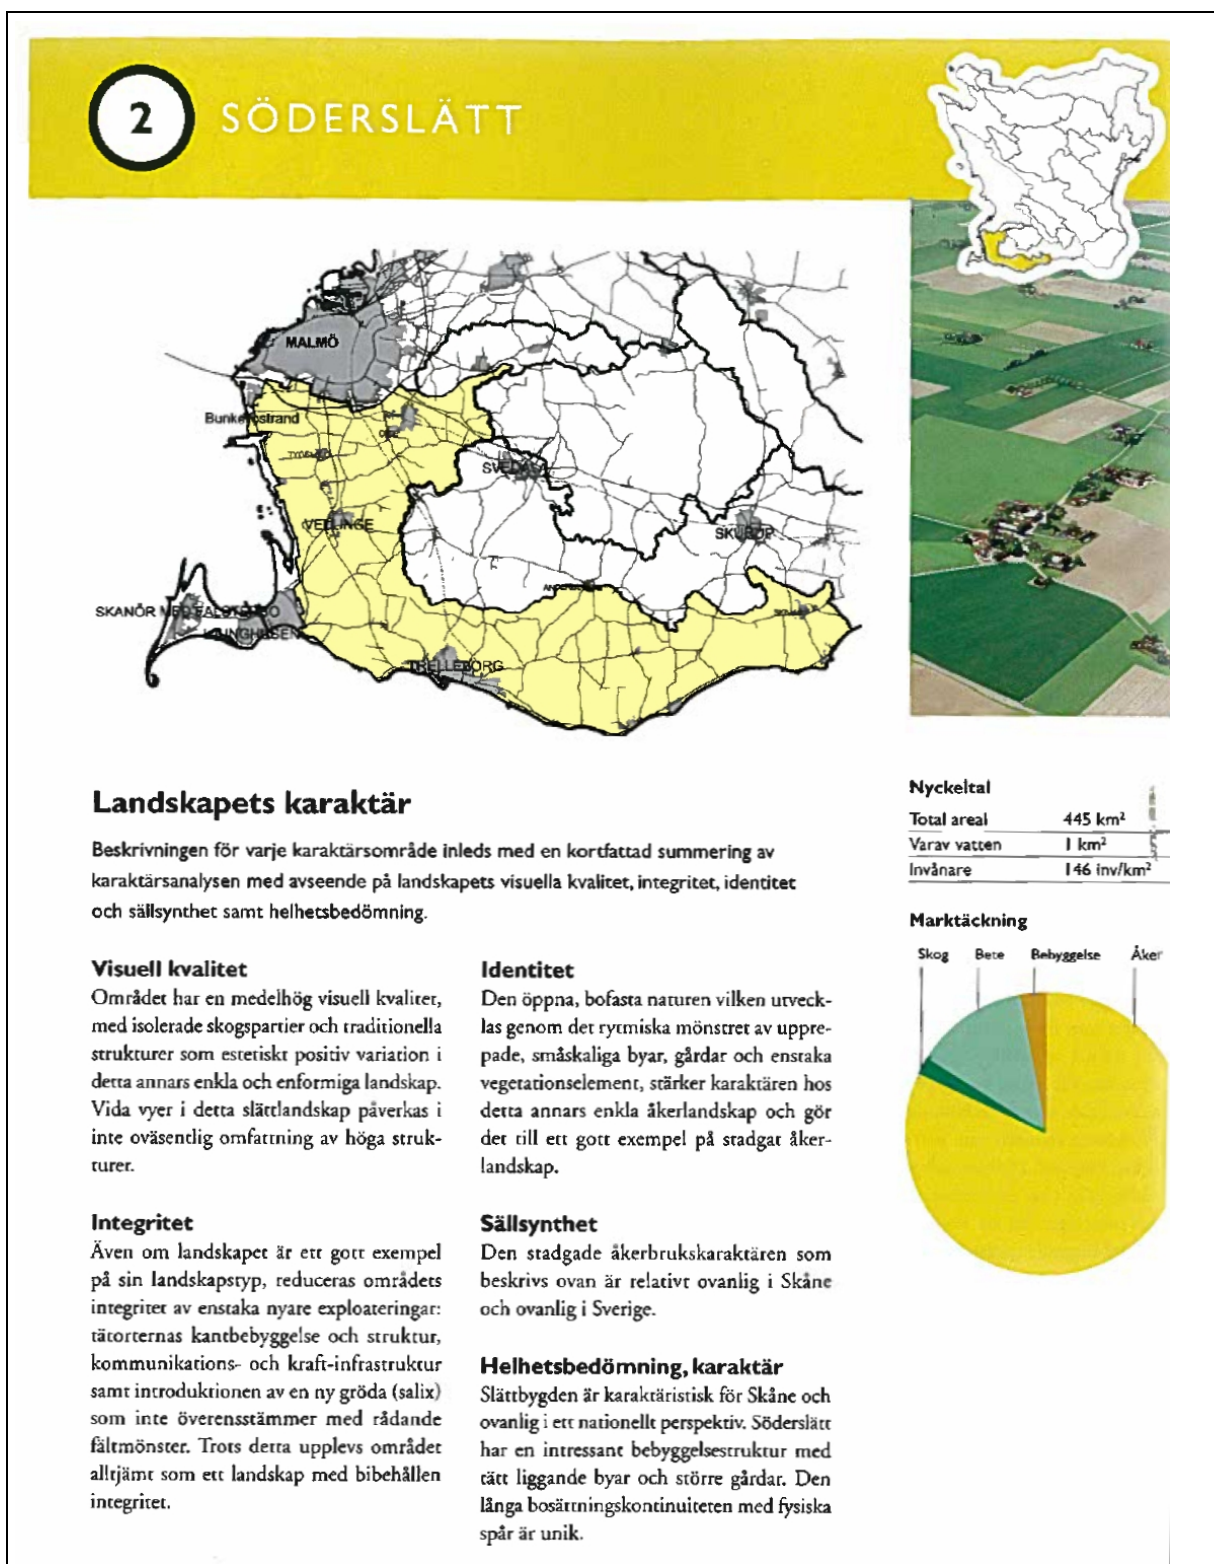 2 SÖDERSLÄTT
MALMÖ
Bunkeflostrand
SVEDALA
VELLINGE
SKURUP
SKANÖR MED FALSTERBO
LJUNGHUSEN
TRELLEBORG
Landskapets karaktär
Beskrivningen för varje karaktärsområde inleds med en kortfattad summering av
karaktärsanalysen med avseende på landskapets visuella kvalitet, integritet, identitet
och sällsynthet samt helhetsbedömning.
Visuell kvalitet
Området har en medelhög visuell kvalitet,
med isolerade skogspartier och traditionella
strukturer som estetiskt positiv variation i
detta annars enkla och enformiga landskap.
Vida vyer i detta slättlandskap påverkas i
inte oväsentlig omfattning av höga struk-
turer.
Integritet
Även om landskapet är ett gott exempel
på sin landskapstyp, reduceras områdets
integritet av enstaka nyare exploateringar:
tätorternas kantbebyggelse och struktur,
kommunikations- och kraft-infrastruktur
samt introduktionen av en ny gröda (salix)
som inte överensstämmer med rådande
fältmönster. Trots detta upplevs området
alltjämt som ett landskap med bibehållen
integritet.
Identitet
Den öppna, bofasta naturen vilken utveck-
las genom det rytmiska mönstret av uppre-
pade, småskaliga byar, gårdar och enstaka
vegetationselement, stärker karaktären hos
detta annars enkla åkerlandskap och gör
det till ett gott exempel på stadgat åker-
landskap.
Sällsynthet
Den stadgade åkerbrukskaraktären som
beskrivs ovan är relativt ovanlig i Skåne
och ovanlig i Sverige.
Helhetsbedömning, karaktär
Slättbygden är karaktäristisk för Skåne och
ovanlig i ett nationellt perspektiv. Söderslätt
har en intressant bebyggelsestruktur med
tätt liggande byar och större gårdar. Den
långa bosättningskontinuiteten med fysiska
spår är unik.
Nyckeltal
Total areal 445 km²
Varav vatten 1 km²
Invånare 146 inv/km²
Marktäckning
Skog Bete Bebyggelse Åker